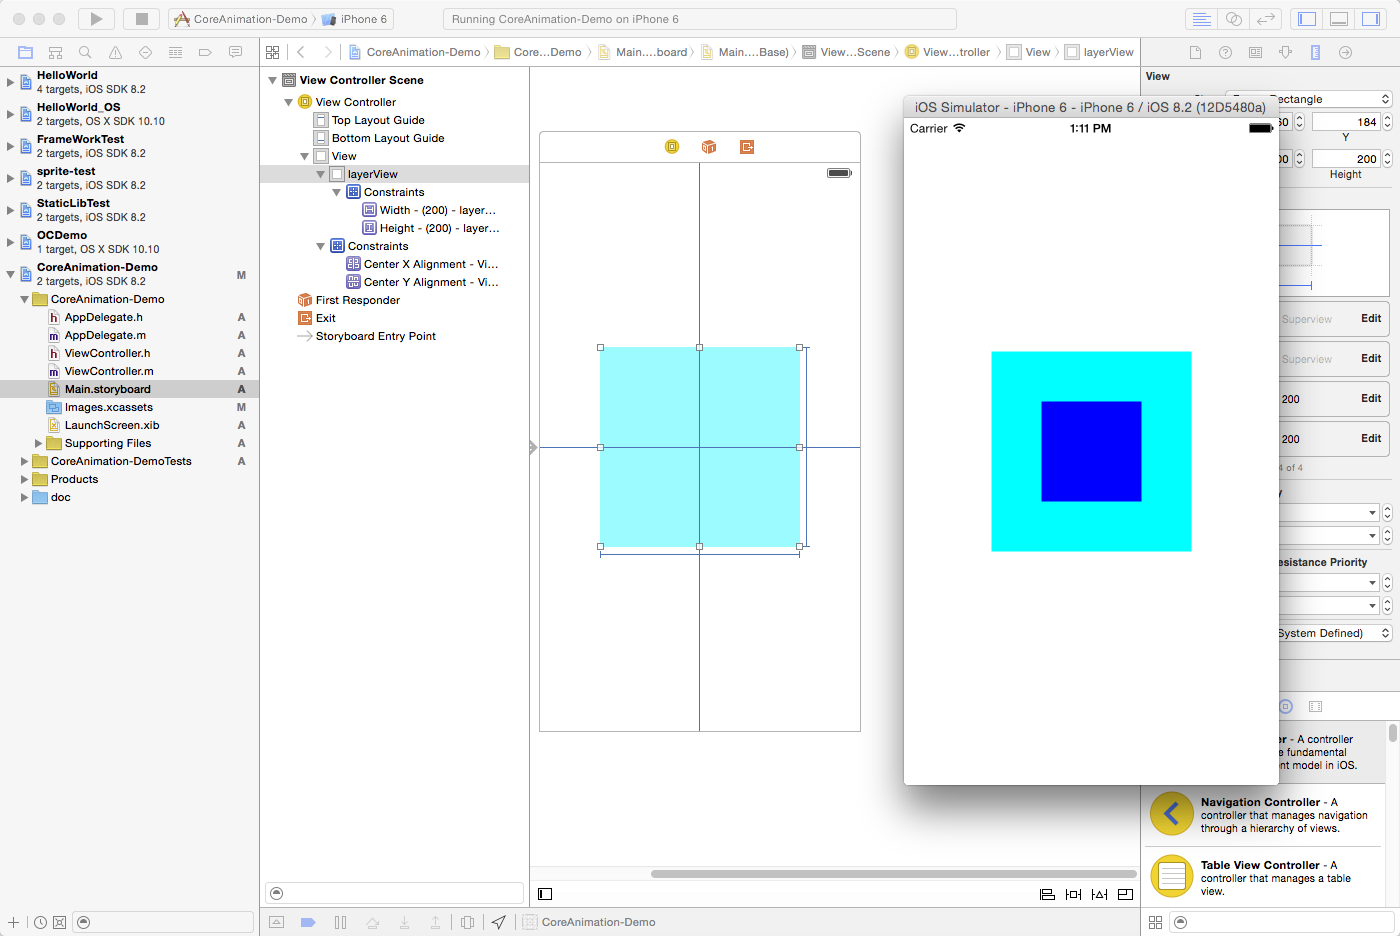 CoreAnimation-Demo
iPhone 6
Running CoreAnimation-Demo on iPhone 6
CoreAnimation-Demo
Core...Demo
Main....board
Main....Base)
View...Scene
View...troller
View
layerView
HelloWorld
4 targets, iOS SDK 8.2
HelloWorld_OS
2 targets, OS X SDK 10.10
FrameWorkTest
2 targets, iOS SDK 8.2
sprite-test
2 targets, iOS SDK 8.2
StaticLibTest
2 targets, iOS SDK 8.2
OCDemo
1 target, OS X SDK 10.10
CoreAnimation-Demo
M
2 targets, iOS SDK 8.2
CoreAnimation-Demo
AppDelegate.h A
AppDelegate.m A
ViewController.h A
ViewController.m A
Main.storyboard A
Images.xcassets M
LaunchScreen.xib A
Supporting Files A
CoreAnimation-DemoTests A
Products
doc
View Controller Scene
View Controller
Top Layout Guide
Bottom Layout Guide
View
layerView
Constraints
Width - (200) - layer...
Height - (200) - layer...
Constraints
Center X Alignment - Vi...
Center Y Alignment - Vi...
First Responder
Exit
Storyboard Entry Point
iOS Simulator - iPhone 6 - iPhone 6 / iOS 8.2 (12D5480a)
Carrier
1:11 PM
View
Rectangle
184
Y
200
Height
Superview Edit
Superview Edit
200 Edit
200 Edit
4 of 4
esistance Priority
System Defined)
er - A controller
e fundamental
nt model in iOS.
Navigation Controller - A
controller that manages navigation
through a hierarchy of views.
Table View Controller - A
controller that manages a table
view.
CoreAnimation-Demo